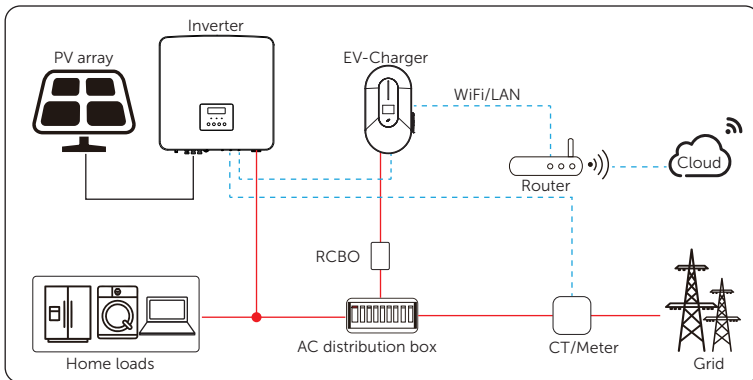 Inverter
PV array
EV-Charger
WiFi/LAN
Cloud
Router
RCBO
Home loads
AC distribution box
CT/Meter
Grid